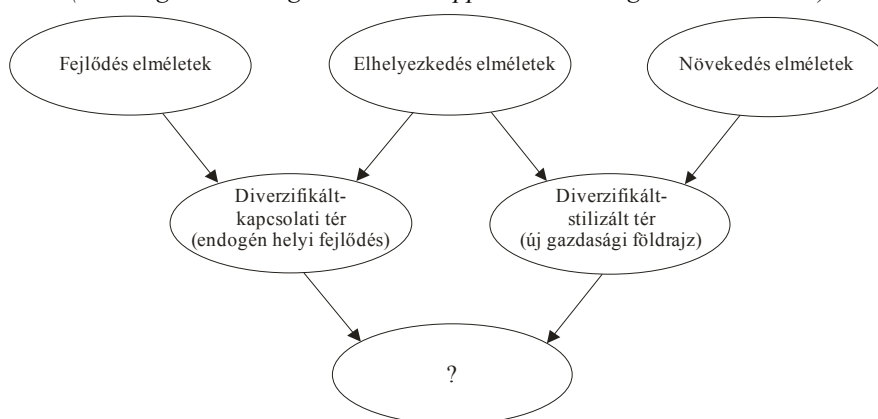 Fejlődés elméletek
Elhelyezkedés elméletek
Növekedés elméletek
Diverzifikált-
kapcsolati tér
(endogén helyi fejlődés)
Diverzifikált-
stilizált tér
(új gazdasági földrajz)
?